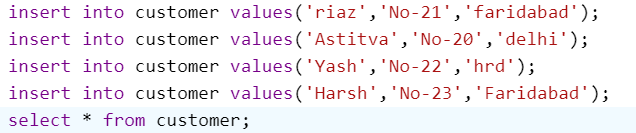 insert into customer values('riaz','No-21','faridabad');
insert into customer values('Astitva','No-20','delhi');
insert into customer values('Yash','No-22','hrd');
insert into customer values('Harsh','No-23','Faridabad');
select * from customer;